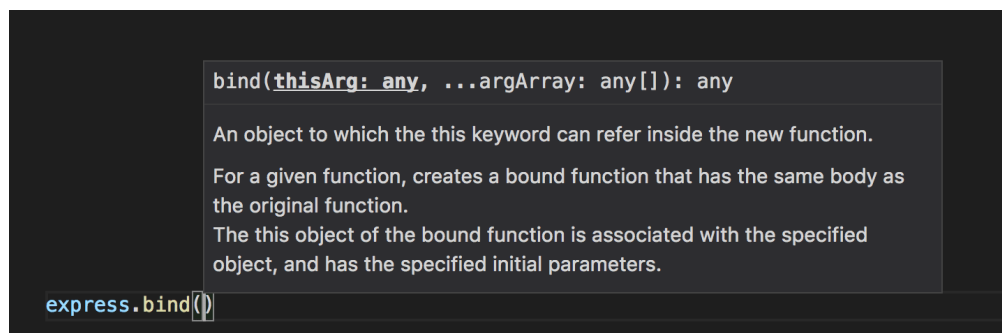 bind(thisArg: any, ...argArray: any[]): any
An object to which the this keyword can refer inside the new function.
For a given function, creates a bound function that has the same body as
the original function.
The this object of the bound function is associated with the specified
object, and has the specified initial parameters.
express.bind()